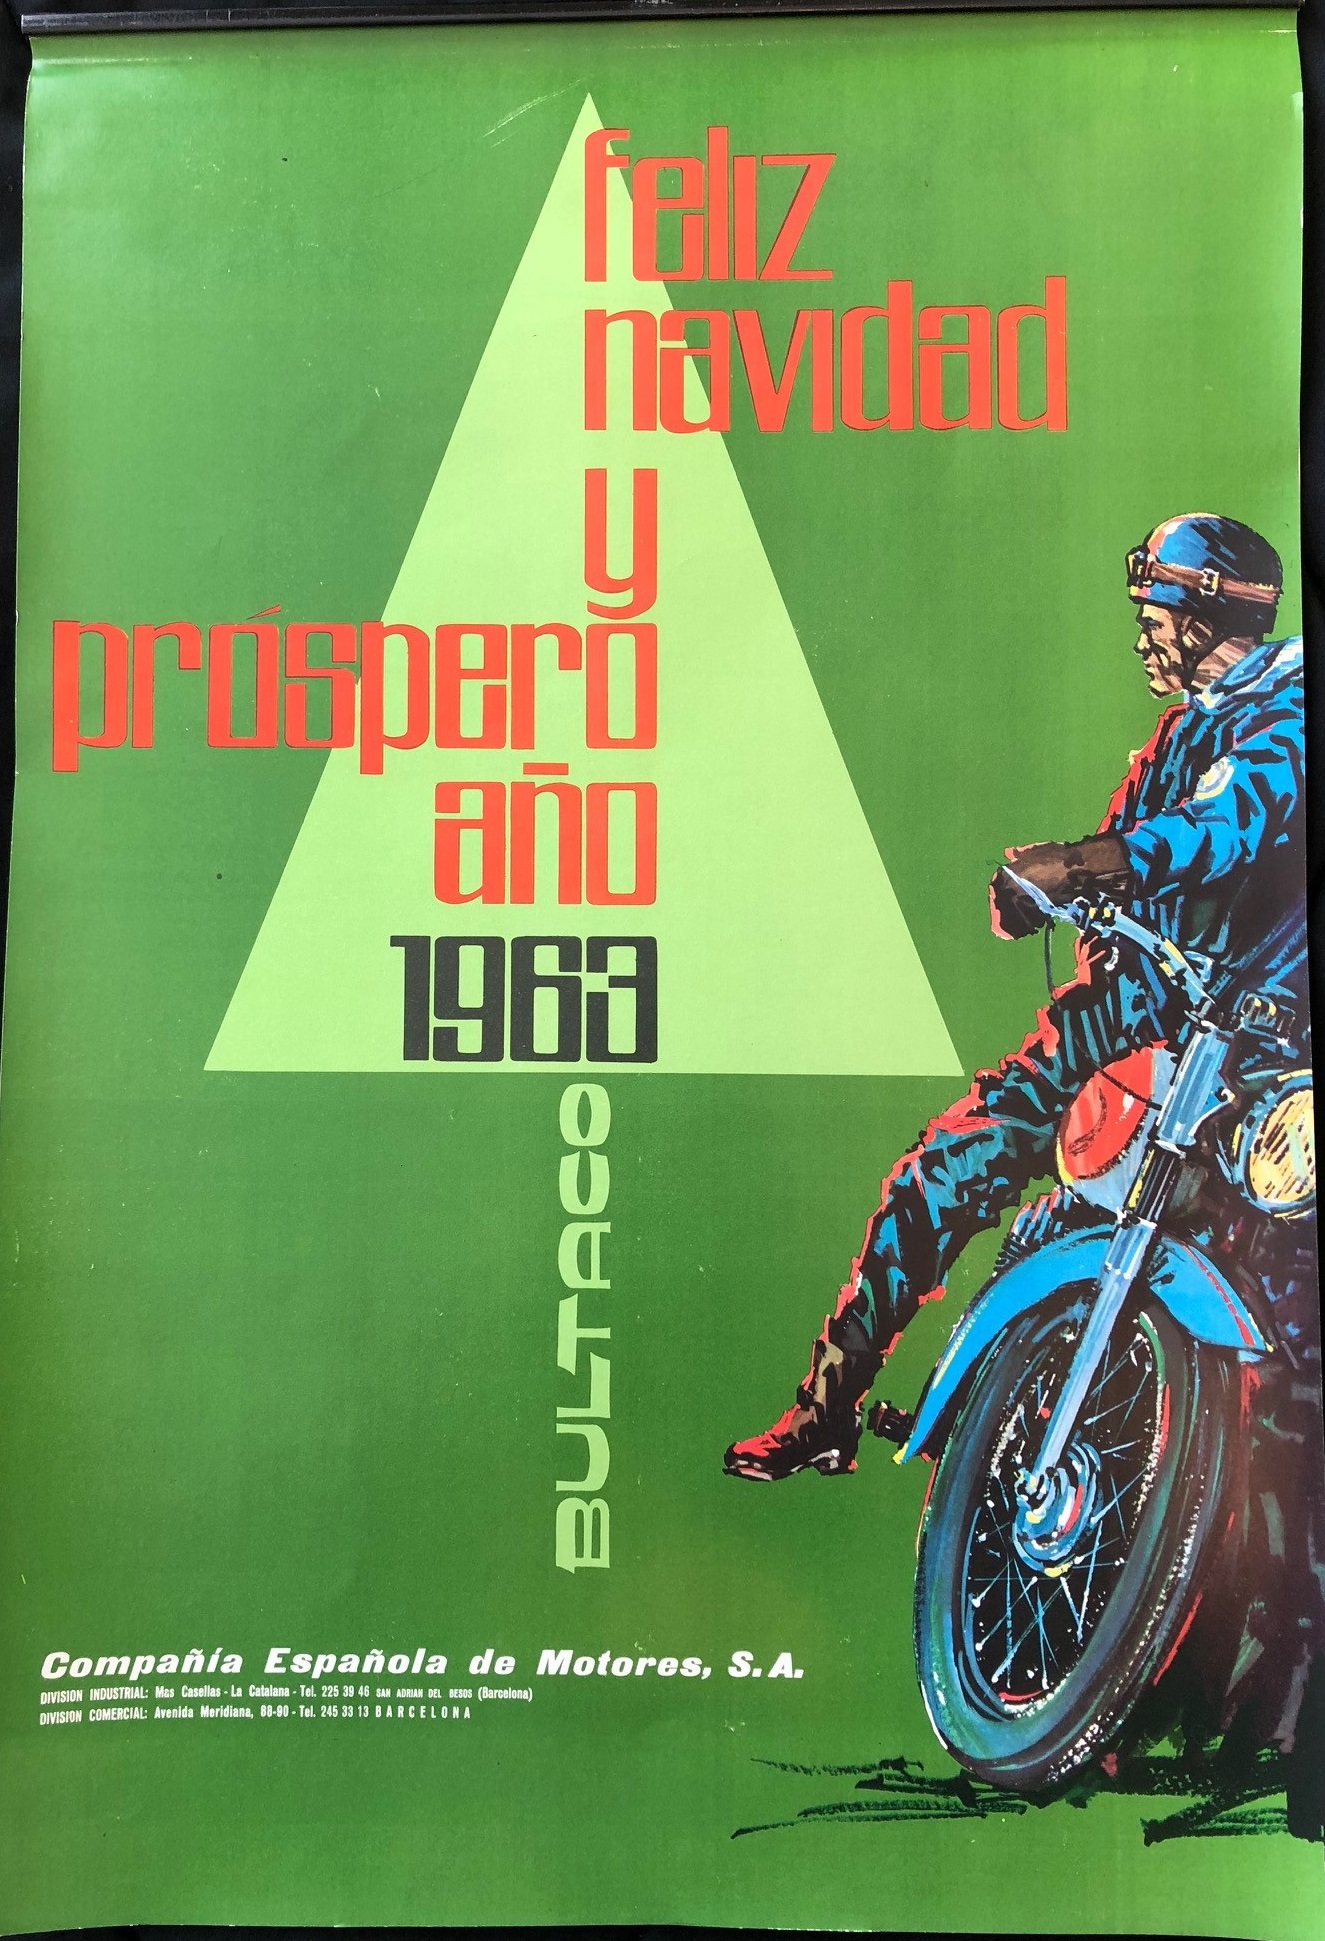 feliz
navidad
y
próspero
año
1963
BULTACO
Compañía Española de Motores, S.A.
DIVISION INDUSTRIAL: Mas Casellas - La Catalana - Tel. 225 39 46 SAN ADRIAN DEL BESOS (Barcelona)
DIVISION COMERCIAL: Avenida Meridiana, 88-90 - Tel. 245 33 13 BARCELONA